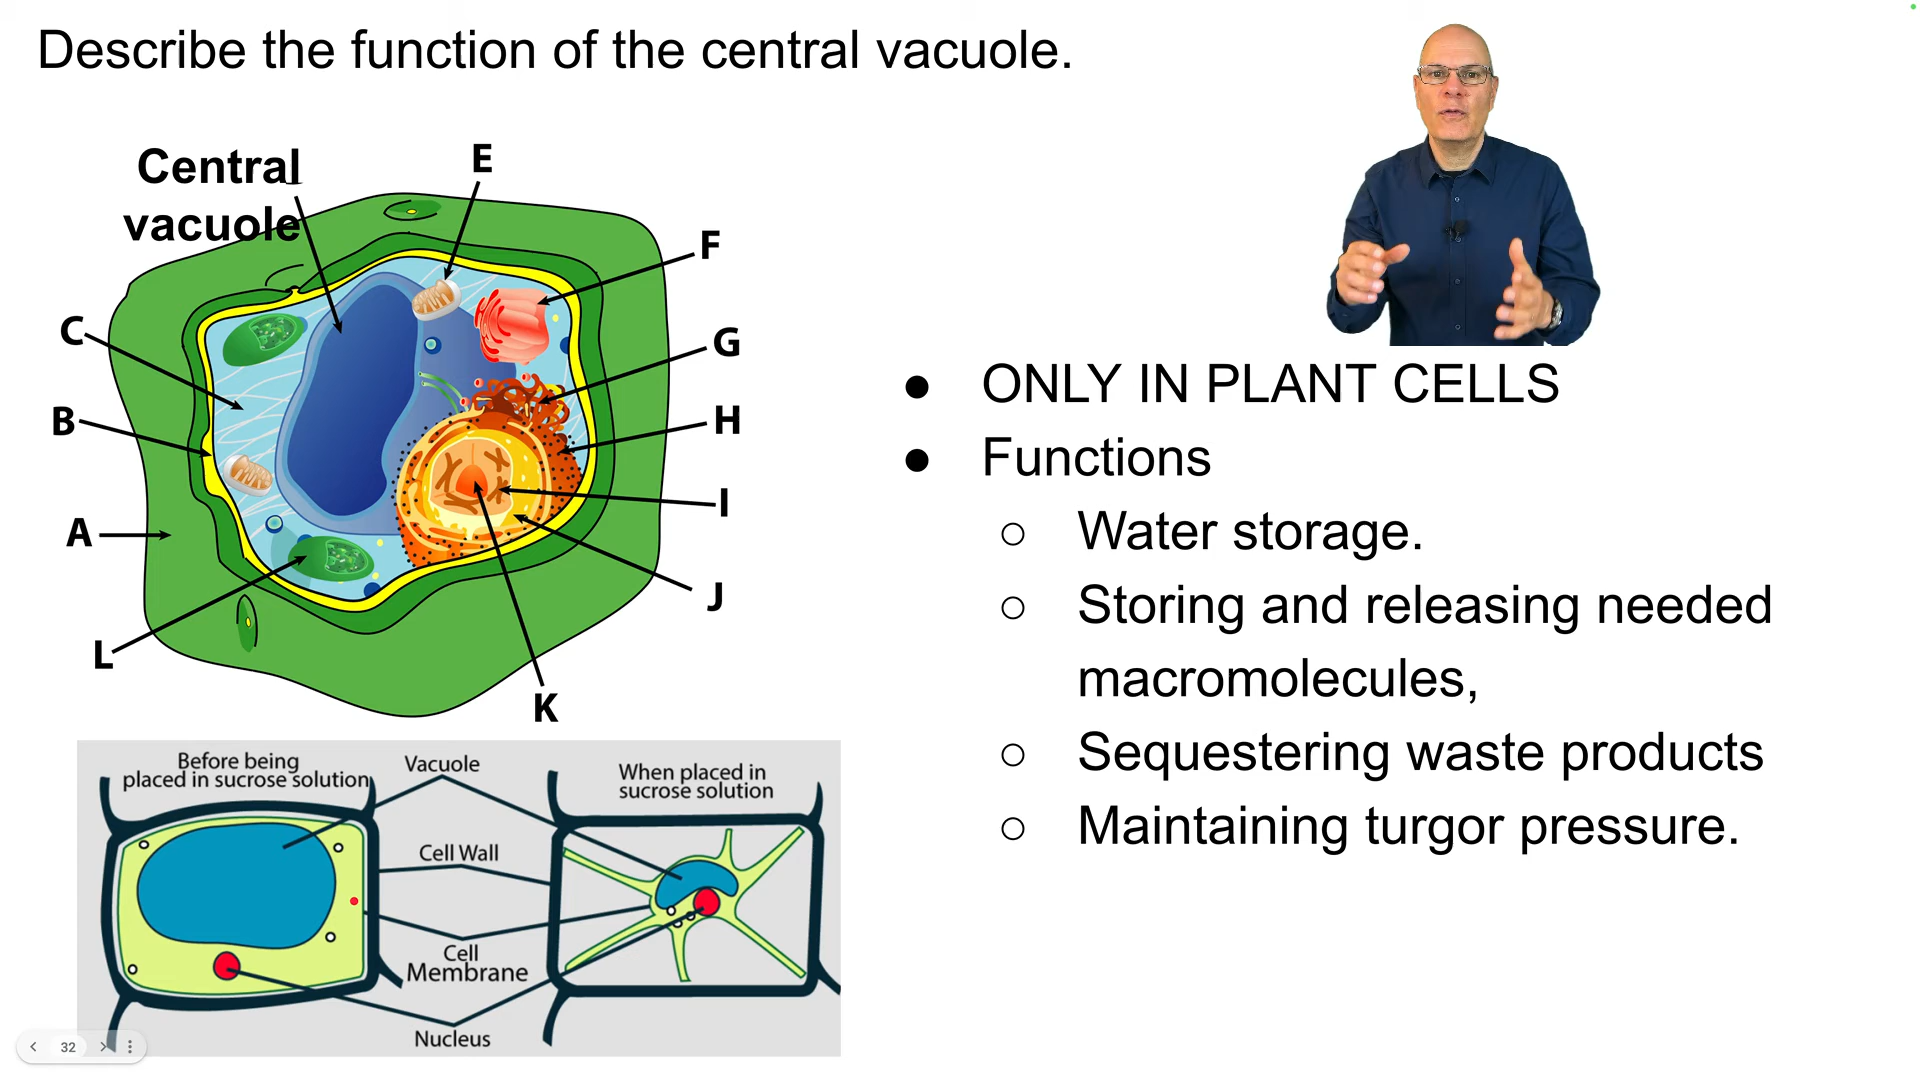 Describe the function of the central vacuole.
Central
vacuole
E
F
C
G
B
H
I
A
J
L
K
● ONLY IN PLANT CELLS
● Functions
○ Water storage.
○ Storing and releasing needed
macromolecules,
○ Sequestering waste products
○ Maintaining turgor pressure.
Before being
placed in sucrose solution
Vacuole
When placed in
sucrose solution
Cell Wall
Cell
Membrane
Nucleus
32